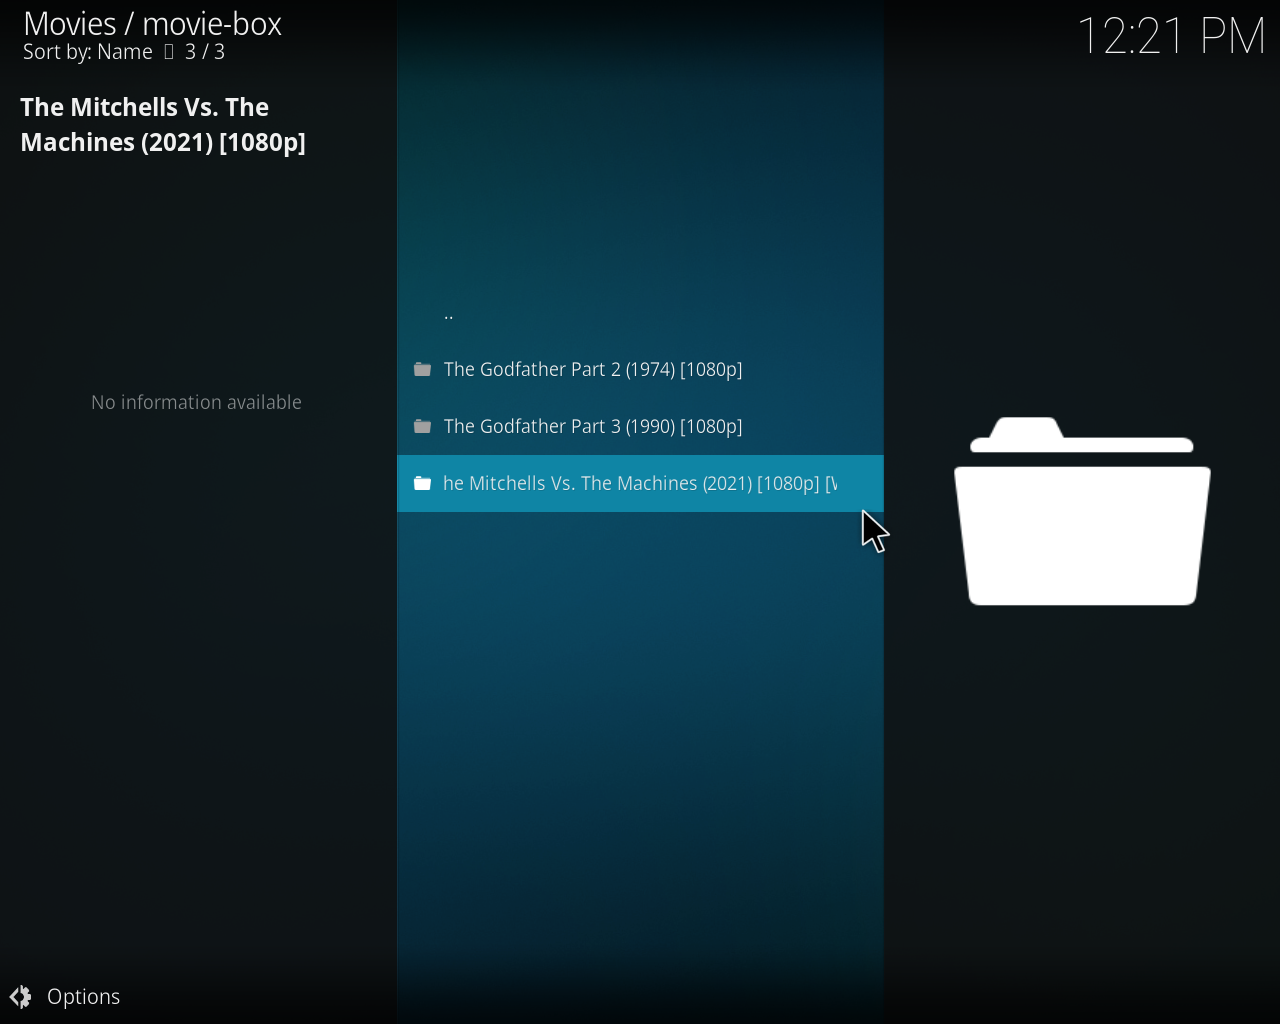 Movies / movie-box
Sort by: Name 3 / 3
12:21 PM
The Mitchells Vs. The
Machines (2021) [1080p]
No information available
..
The Godfather Part 2 (1974) [1080p]
The Godfather Part 3 (1990) [1080p]
he Mitchells Vs. The Machines (2021) [1080p] [
Options